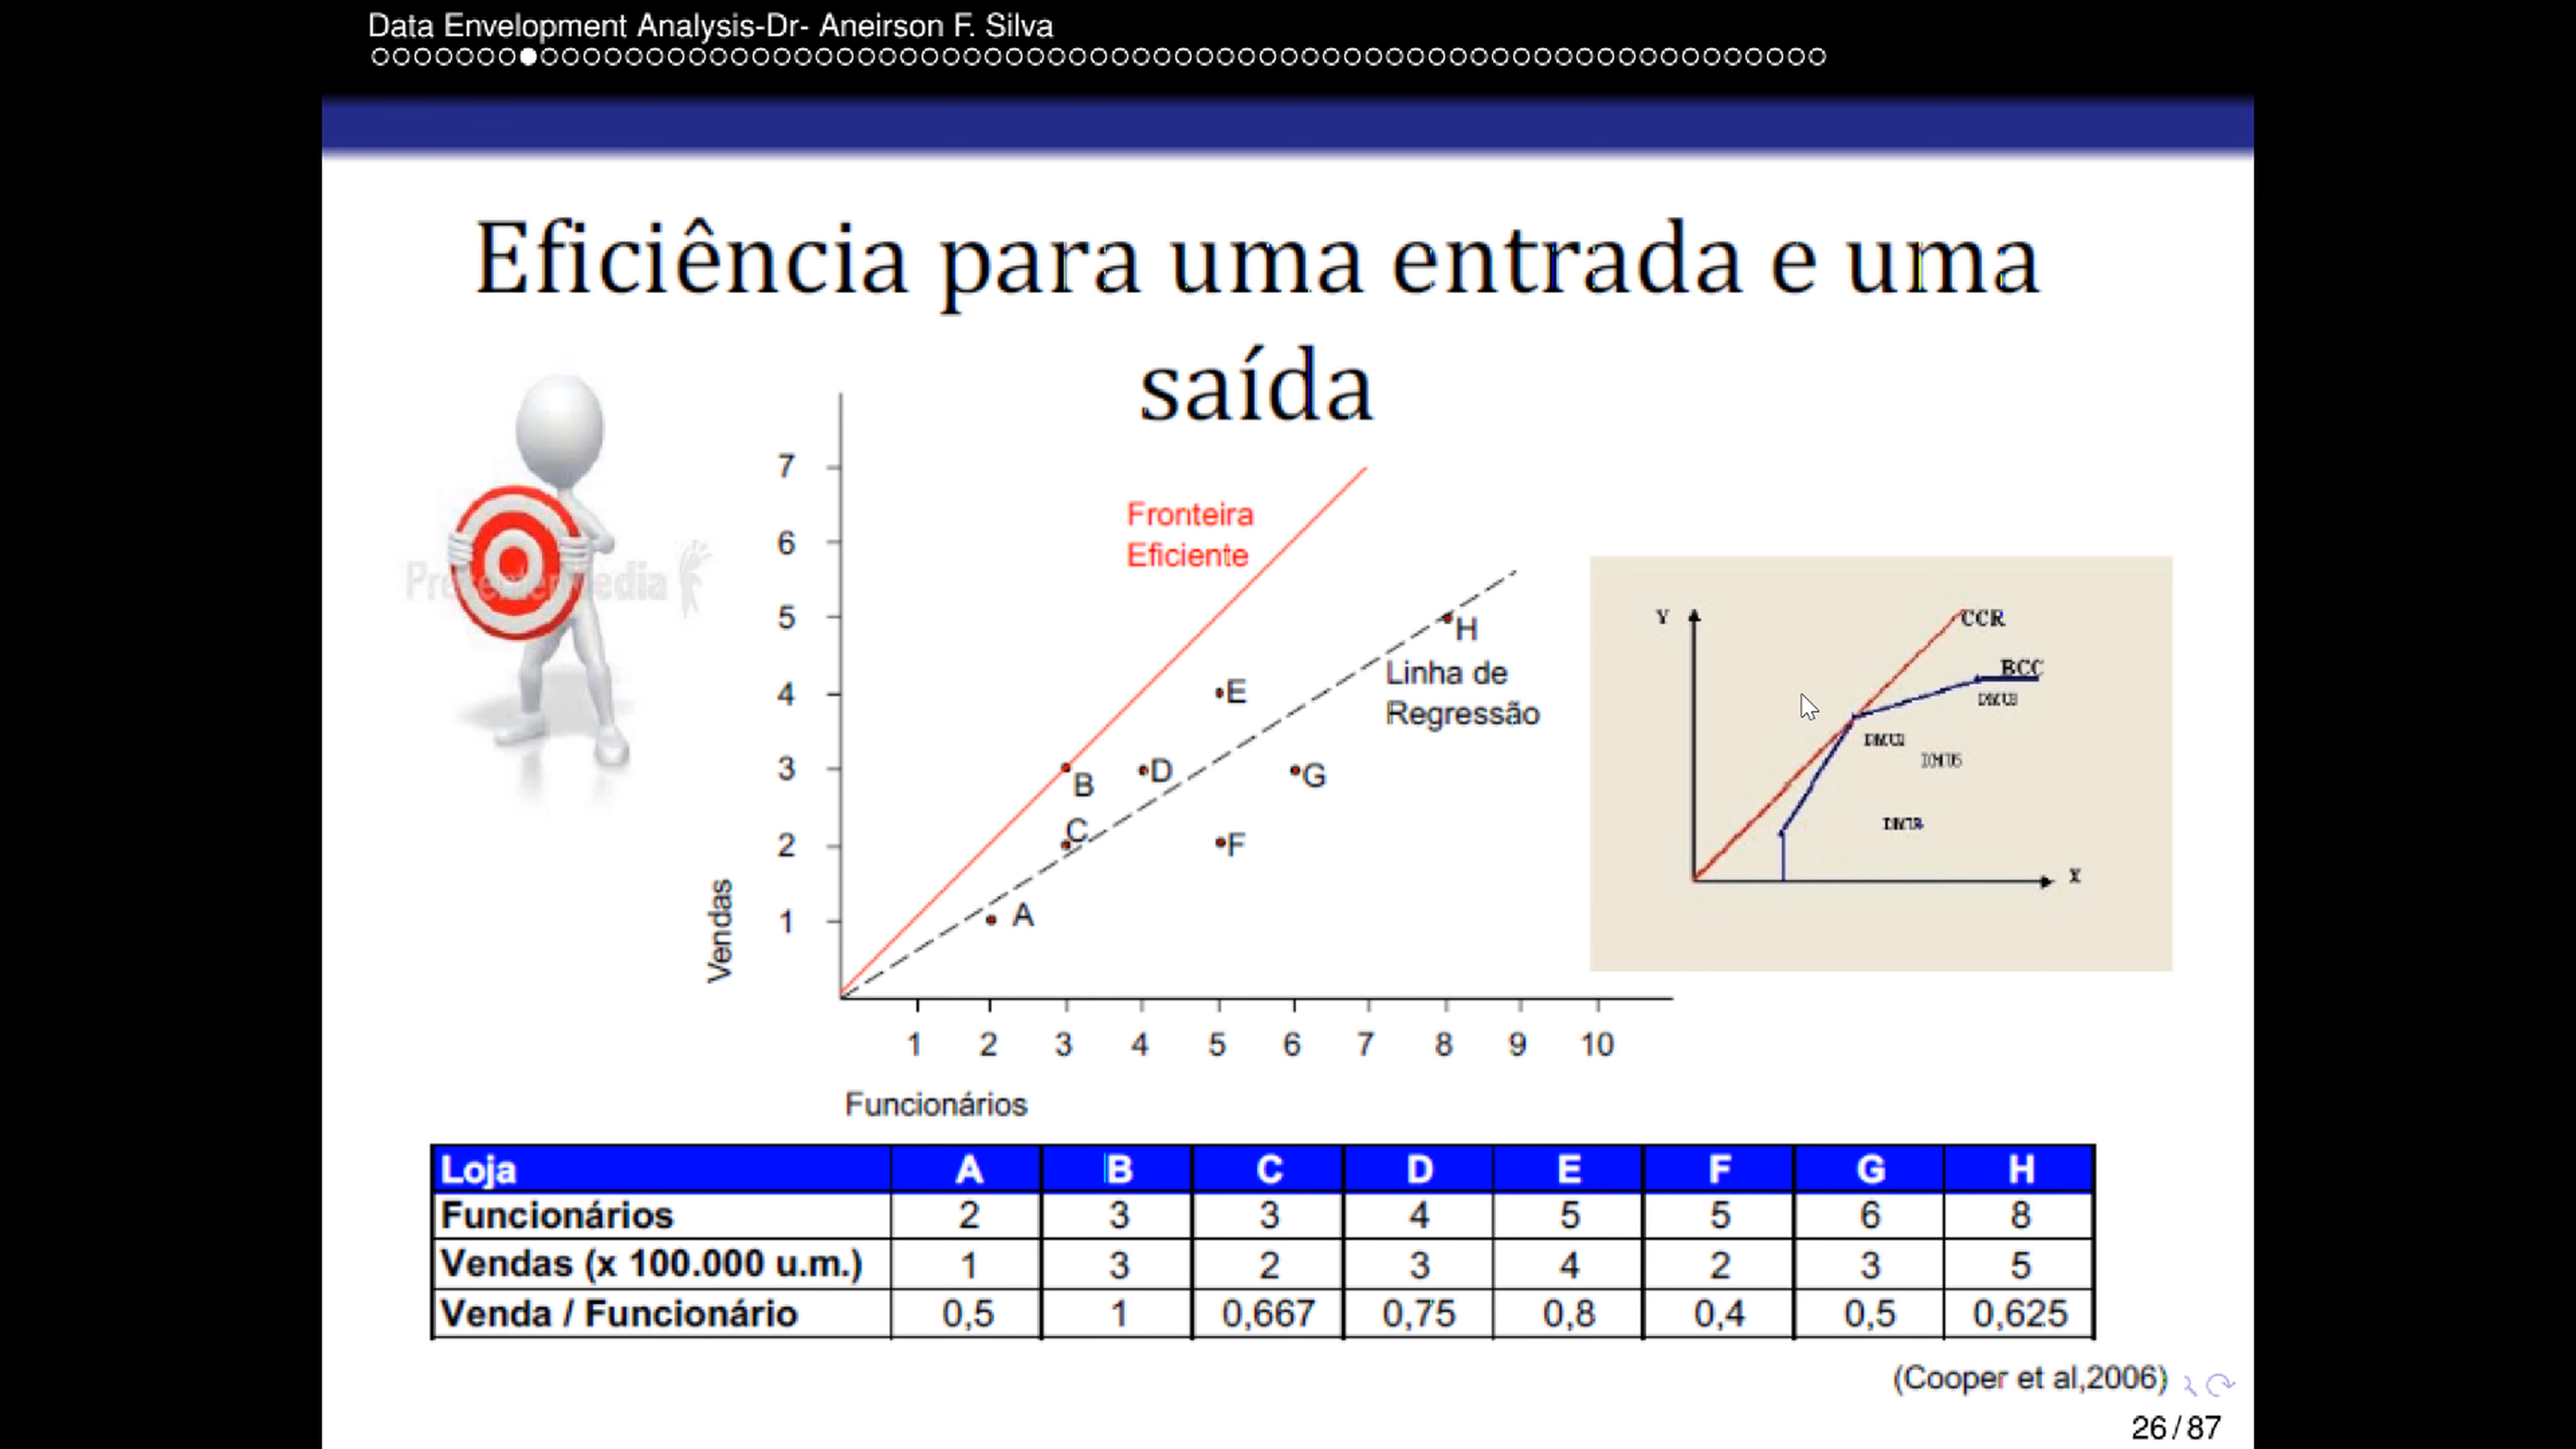 Data Envelopment Analysis-Dr- Aneirson F. Silva
Eficiência para uma entrada e uma
saída
7
6
5
4
3
2
1
Vendas
Fronteira
Eficiente
Linha de
Regressão
H
E
B
D
G
C
F
A
1 2 3 4 5 6 7 8 9 10
Funcionários
Y
CCR
BCC
X
Loja A B C D E F G H
Funcionários 2 3 3 4 5 5 6 8
Vendas (x 100.000 u.m.) 1 3 2 3 4 2 3 5
Venda / Funcionário 0,5 1 0,667 0,75 0,8 0,4 0,5 0,625
(Cooper et al,2006)
26 / 87